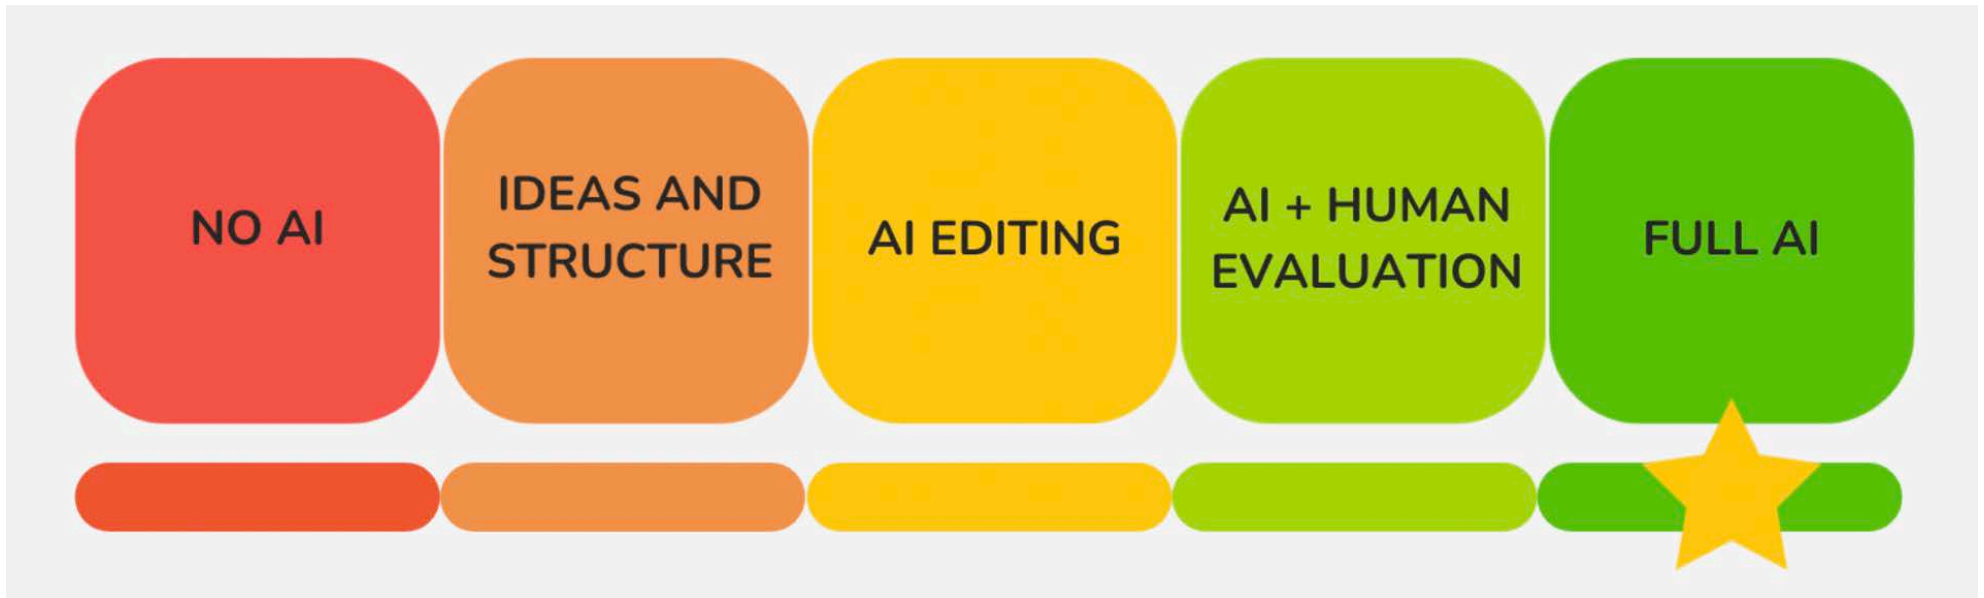 NO AI
IDEAS AND
STRUCTURE
AI EDITING
AI + HUMAN
EVALUATION
FULL AI